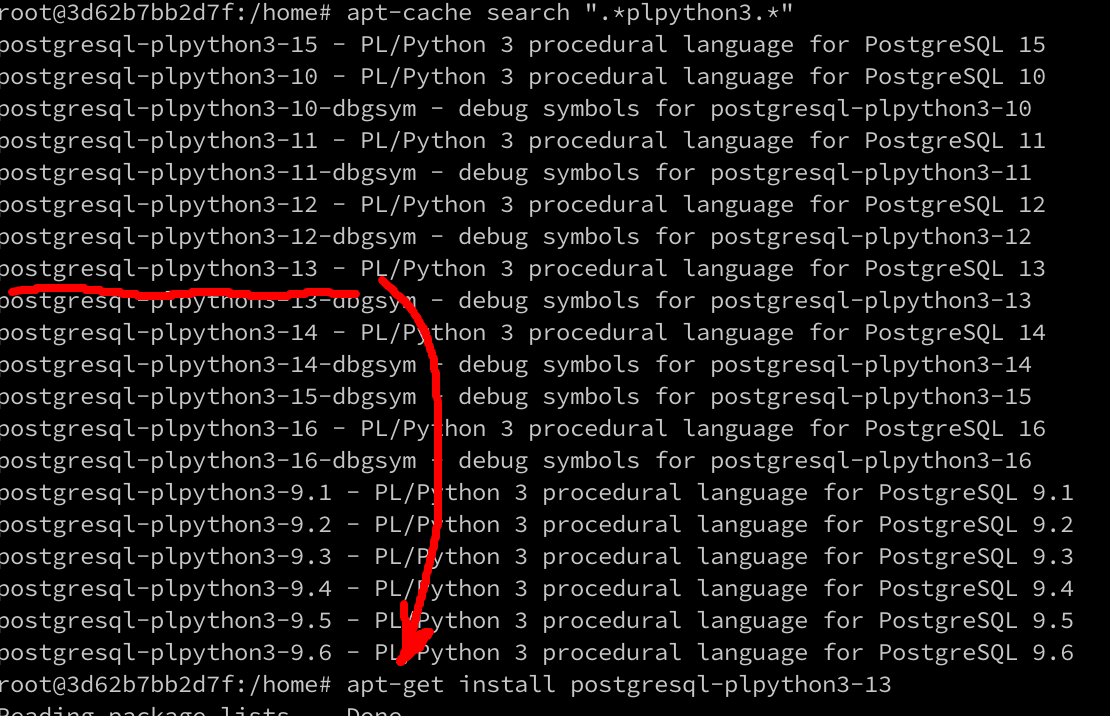 root@3d62b7bb2d7f:/home# apt-cache search ".*plpython3.*"
postgresql-plpython3-15 - PL/Python 3 procedural language for PostgreSQL 15
postgresql-plpython3-10 - PL/Python 3 procedural language for PostgreSQL 10
postgresql-plpython3-10-dbgsym - debug symbols for postgresql-plpython3-10
postgresql-plpython3-11 - PL/Python 3 procedural language for PostgreSQL 11
postgresql-plpython3-11-dbgsym - debug symbols for postgresql-plpython3-11
postgresql-plpython3-12 - PL/Python 3 procedural language for PostgreSQL 12
postgresql-plpython3-12-dbgsym - debug symbols for postgresql-plpython3-12
postgresql-plpython3-13 - PL/Python 3 procedural language for PostgreSQL 13
postgresql-plpython3-13-dbgsym - debug symbols for postgresql-plpython3-13
postgresql-plpython3-14 - PL/Python 3 procedural language for PostgreSQL 14
postgresql-plpython3-14-dbgsym - debug symbols for postgresql-plpython3-14
postgresql-plpython3-15-dbgsym - debug symbols for postgresql-plpython3-15
postgresql-plpython3-16 - PL/Python 3 procedural language for PostgreSQL 16
postgresql-plpython3-16-dbgsym - debug symbols for postgresql-plpython3-16
postgresql-plpython3-9.1 - PL/Python 3 procedural language for PostgreSQL 9.1
postgresql-plpython3-9.2 - PL/Python 3 procedural language for PostgreSQL 9.2
postgresql-plpython3-9.3 - PL/Python 3 procedural language for PostgreSQL 9.3
postgresql-plpython3-9.4 - PL/Python 3 procedural language for PostgreSQL 9.4
postgresql-plpython3-9.5 - PL/Python 3 procedural language for PostgreSQL 9.5
postgresql-plpython3-9.6 - PL/Python 3 procedural language for PostgreSQL 9.6
root@3d62b7bb2d7f:/home# apt-get install postgresql-plpython3-13
Reading package lists... Done